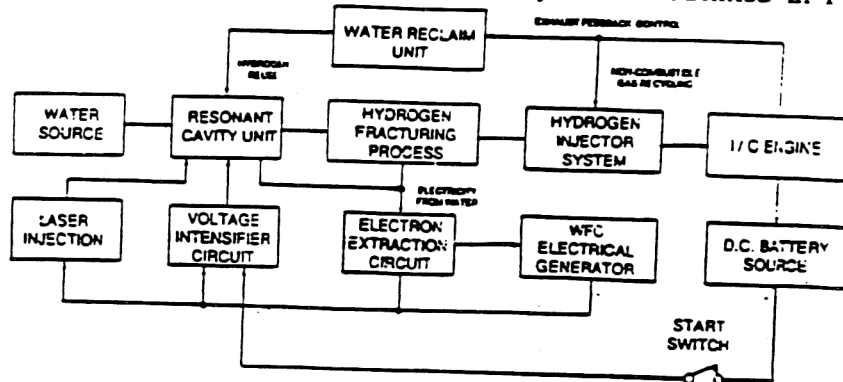 EXHAUST FEEDBACK CONTROL
WATER RECLAIM
UNIT
HYDROGEN
REUSE
NON-COMBUSTIBLE
GAS RECYCLING
WATER
SOURCE
RESONANT
CAVITY UNIT
HYDROGEN
FRACTURING
PROCESS
HYDROGEN
INJECTOR
SYSTEM
I/C ENGINE
ELECTRICITY
FROM WATER
LASER
INJECTION
VOLTAGE
INTENSIFIER
CIRCUIT
ELECTRON
EXTRACTION
CIRCUIT
WFC
ELECTRICAL
GENERATOR
D.C. BATTERY
SOURCE
START
SWITCH